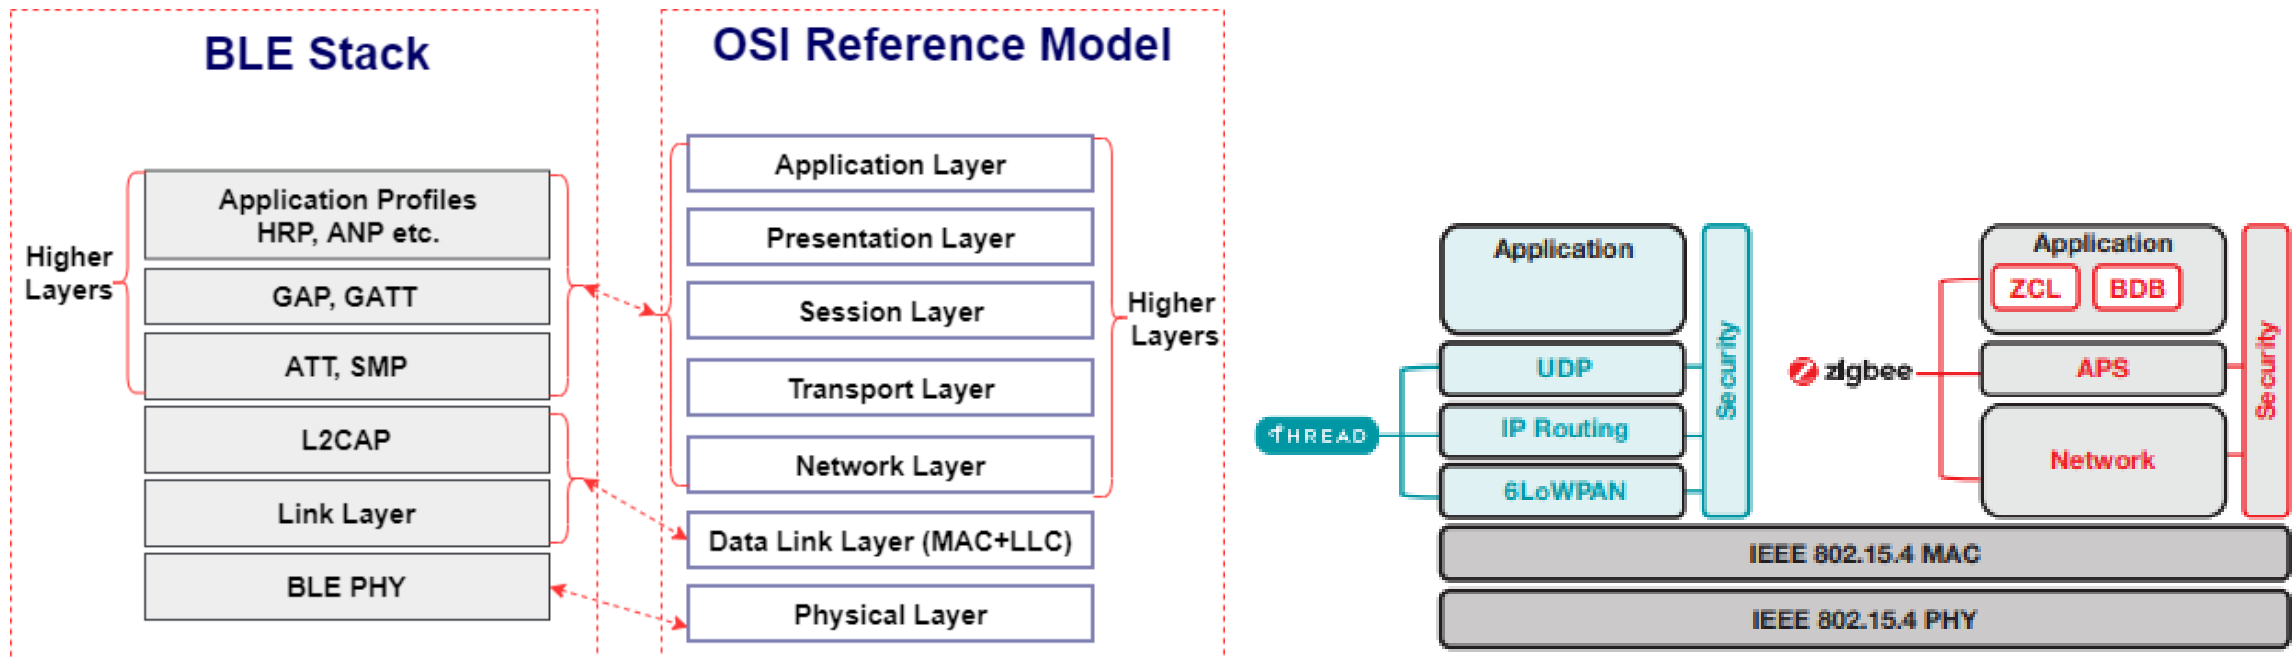 BLE Stack
Higher
Layers
Application Profiles
HRP, ANP etc.
GAP, GATT
ATT, SMP
L2CAP
Link Layer
BLE PHY
OSI Reference Model
Application Layer
Presentation Layer
Session Layer
Transport Layer
Network Layer
Data Link Layer (MAC+LLC)
Physical Layer
Higher
Layers
THREAD
Application
UDP
IP Routing
6LoWPAN
Security
zigbee
Application
ZCL BDB
APS
Network
Security
IEEE 802.15.4 MAC
IEEE 802.15.4 PHY